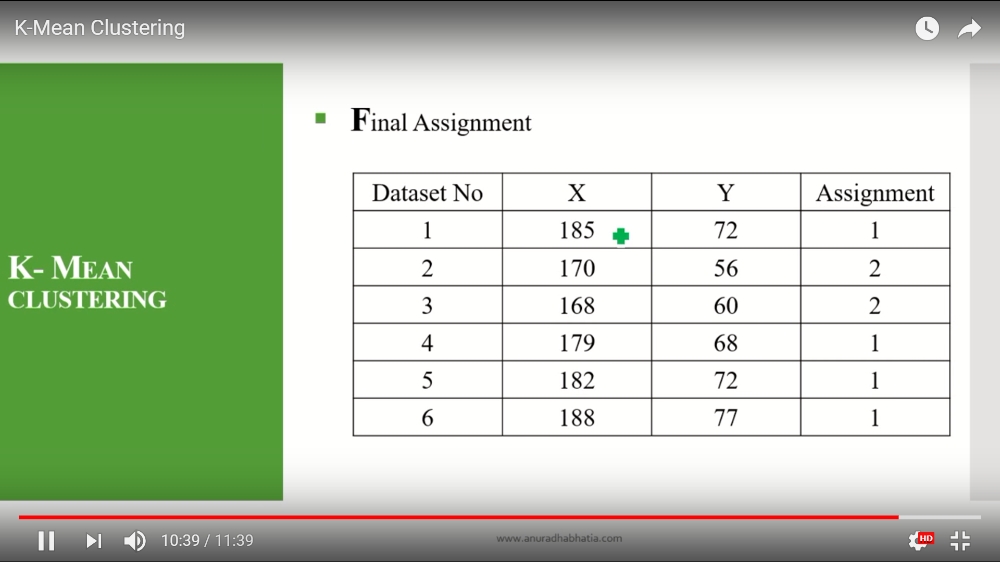 K-Mean Clustering
K- MEAN
CLUSTERING
Final Assignment
Dataset No X Y Assignment
1 185 72 1
2 170 56 2
3 168 60 2
4 179 68 1
5 182 72 1
6 188 77 1
10:39 / 11:39
www.anuradhabhatia.com
HD